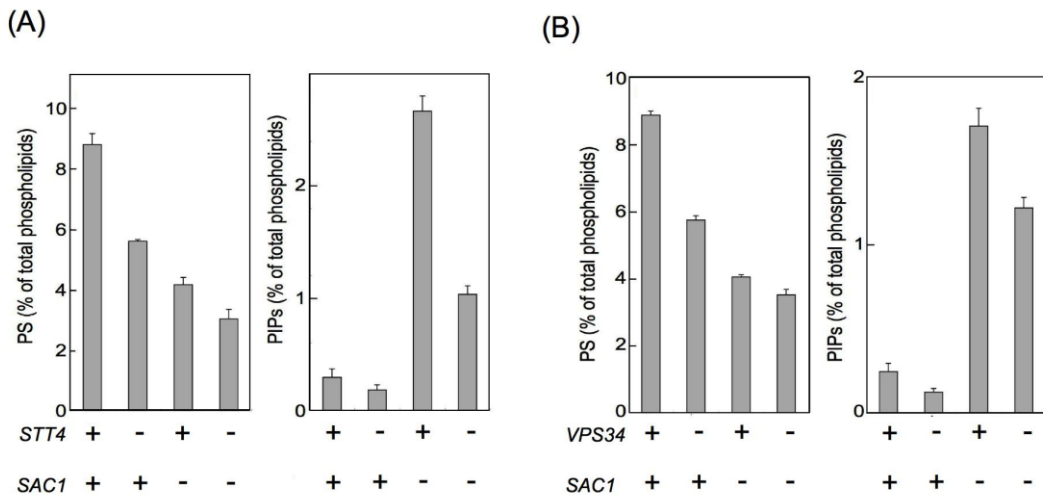 (A)
(B)
PS (% of total phospholipids)
10
8
6
4
2
0
PIPs (% of total phospholipids)
2
1
0
PS (% of total phospholipids)
10
8
6
4
2
0
PIPs (% of total phospholipids)
2
1
0
STT4 + - + - + - + -
SAC1 + + - - + + - -
VPS34 + - + - + - + -
SAC1 + + - - + + - -